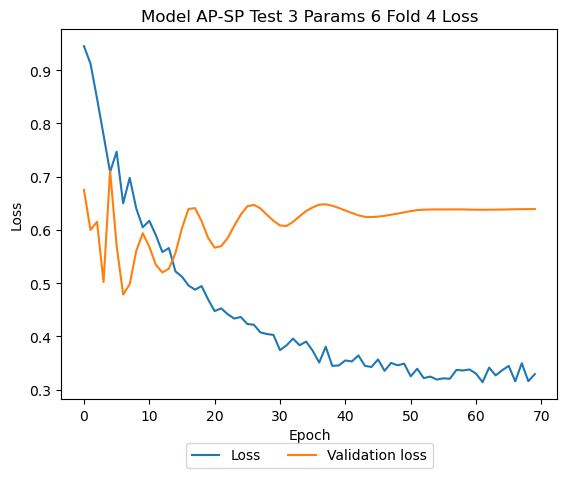 Model AP-SP Test 3 Params 6 Fold 4 Loss
Loss
0.9
0.8
0.7
0.6
0.5
0.4
0.3
0 10 20 30 40 50 60 70
Epoch
Loss Validation loss